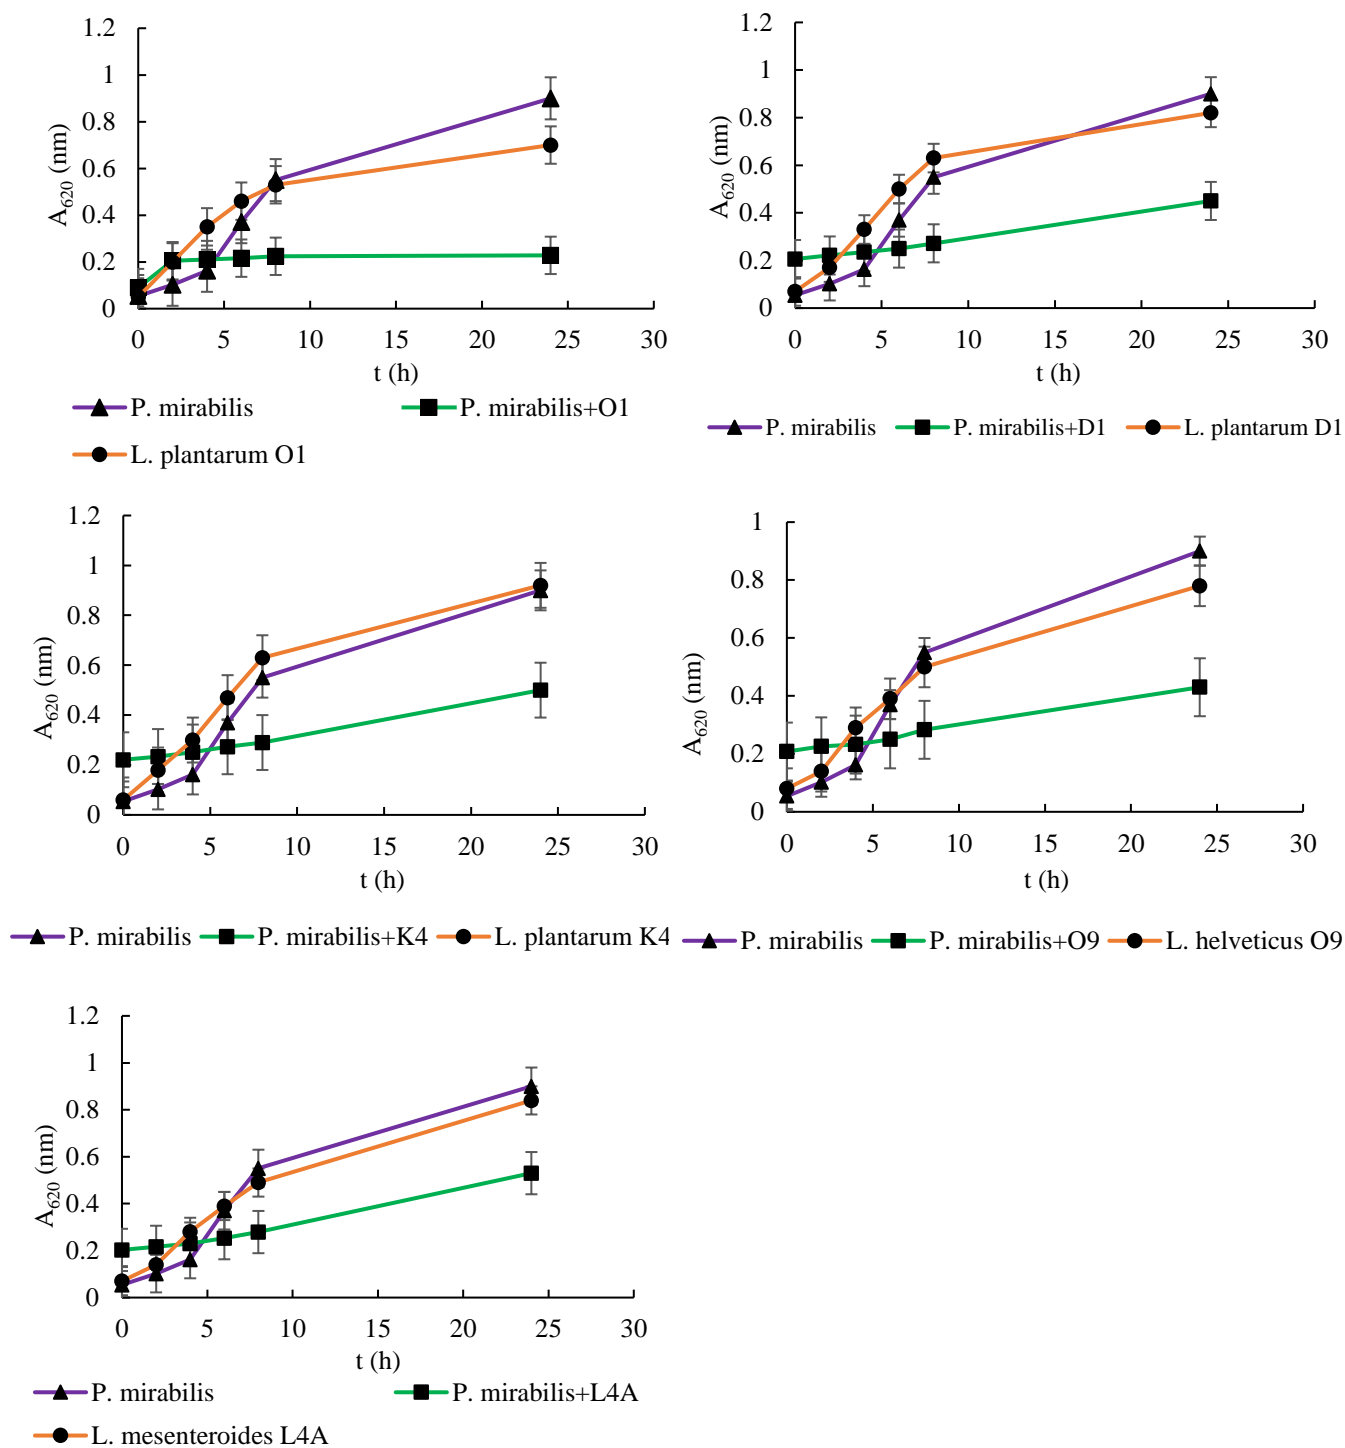 1.2
1
0.8
0.6
0.4
0.2
0
A620 (nm)
0 5 10 15 20 25 30
t (h)
P. mirabilis P. mirabilis+O1
L. plantarum O1
1.2
1
0.8
0.6
0.4
0.2
0
A620 (nm)
0 5 10 15 20 25 30
t (h)
P. mirabilis P. mirabilis+D1 L. plantarum D1
1.2
1
0.8
0.6
0.4
0.2
0
A620 (nm)
0 5 10 15 20 25 30
t (h)
P. mirabilis P. mirabilis+K4 L. plantarum K4
1
0.8
0.6
0.4
0.2
0
A620 (nm)
0 5 10 15 20 25 30
t (h)
P. mirabilis P. mirabilis+O9 L. helveticus O9
1.2
1
0.8
0.6
0.4
0.2
0
A620 (nm)
0 5 10 15 20 25 30
t (h)
P. mirabilis P. mirabilis+L4A
L. mesenteroides L4A